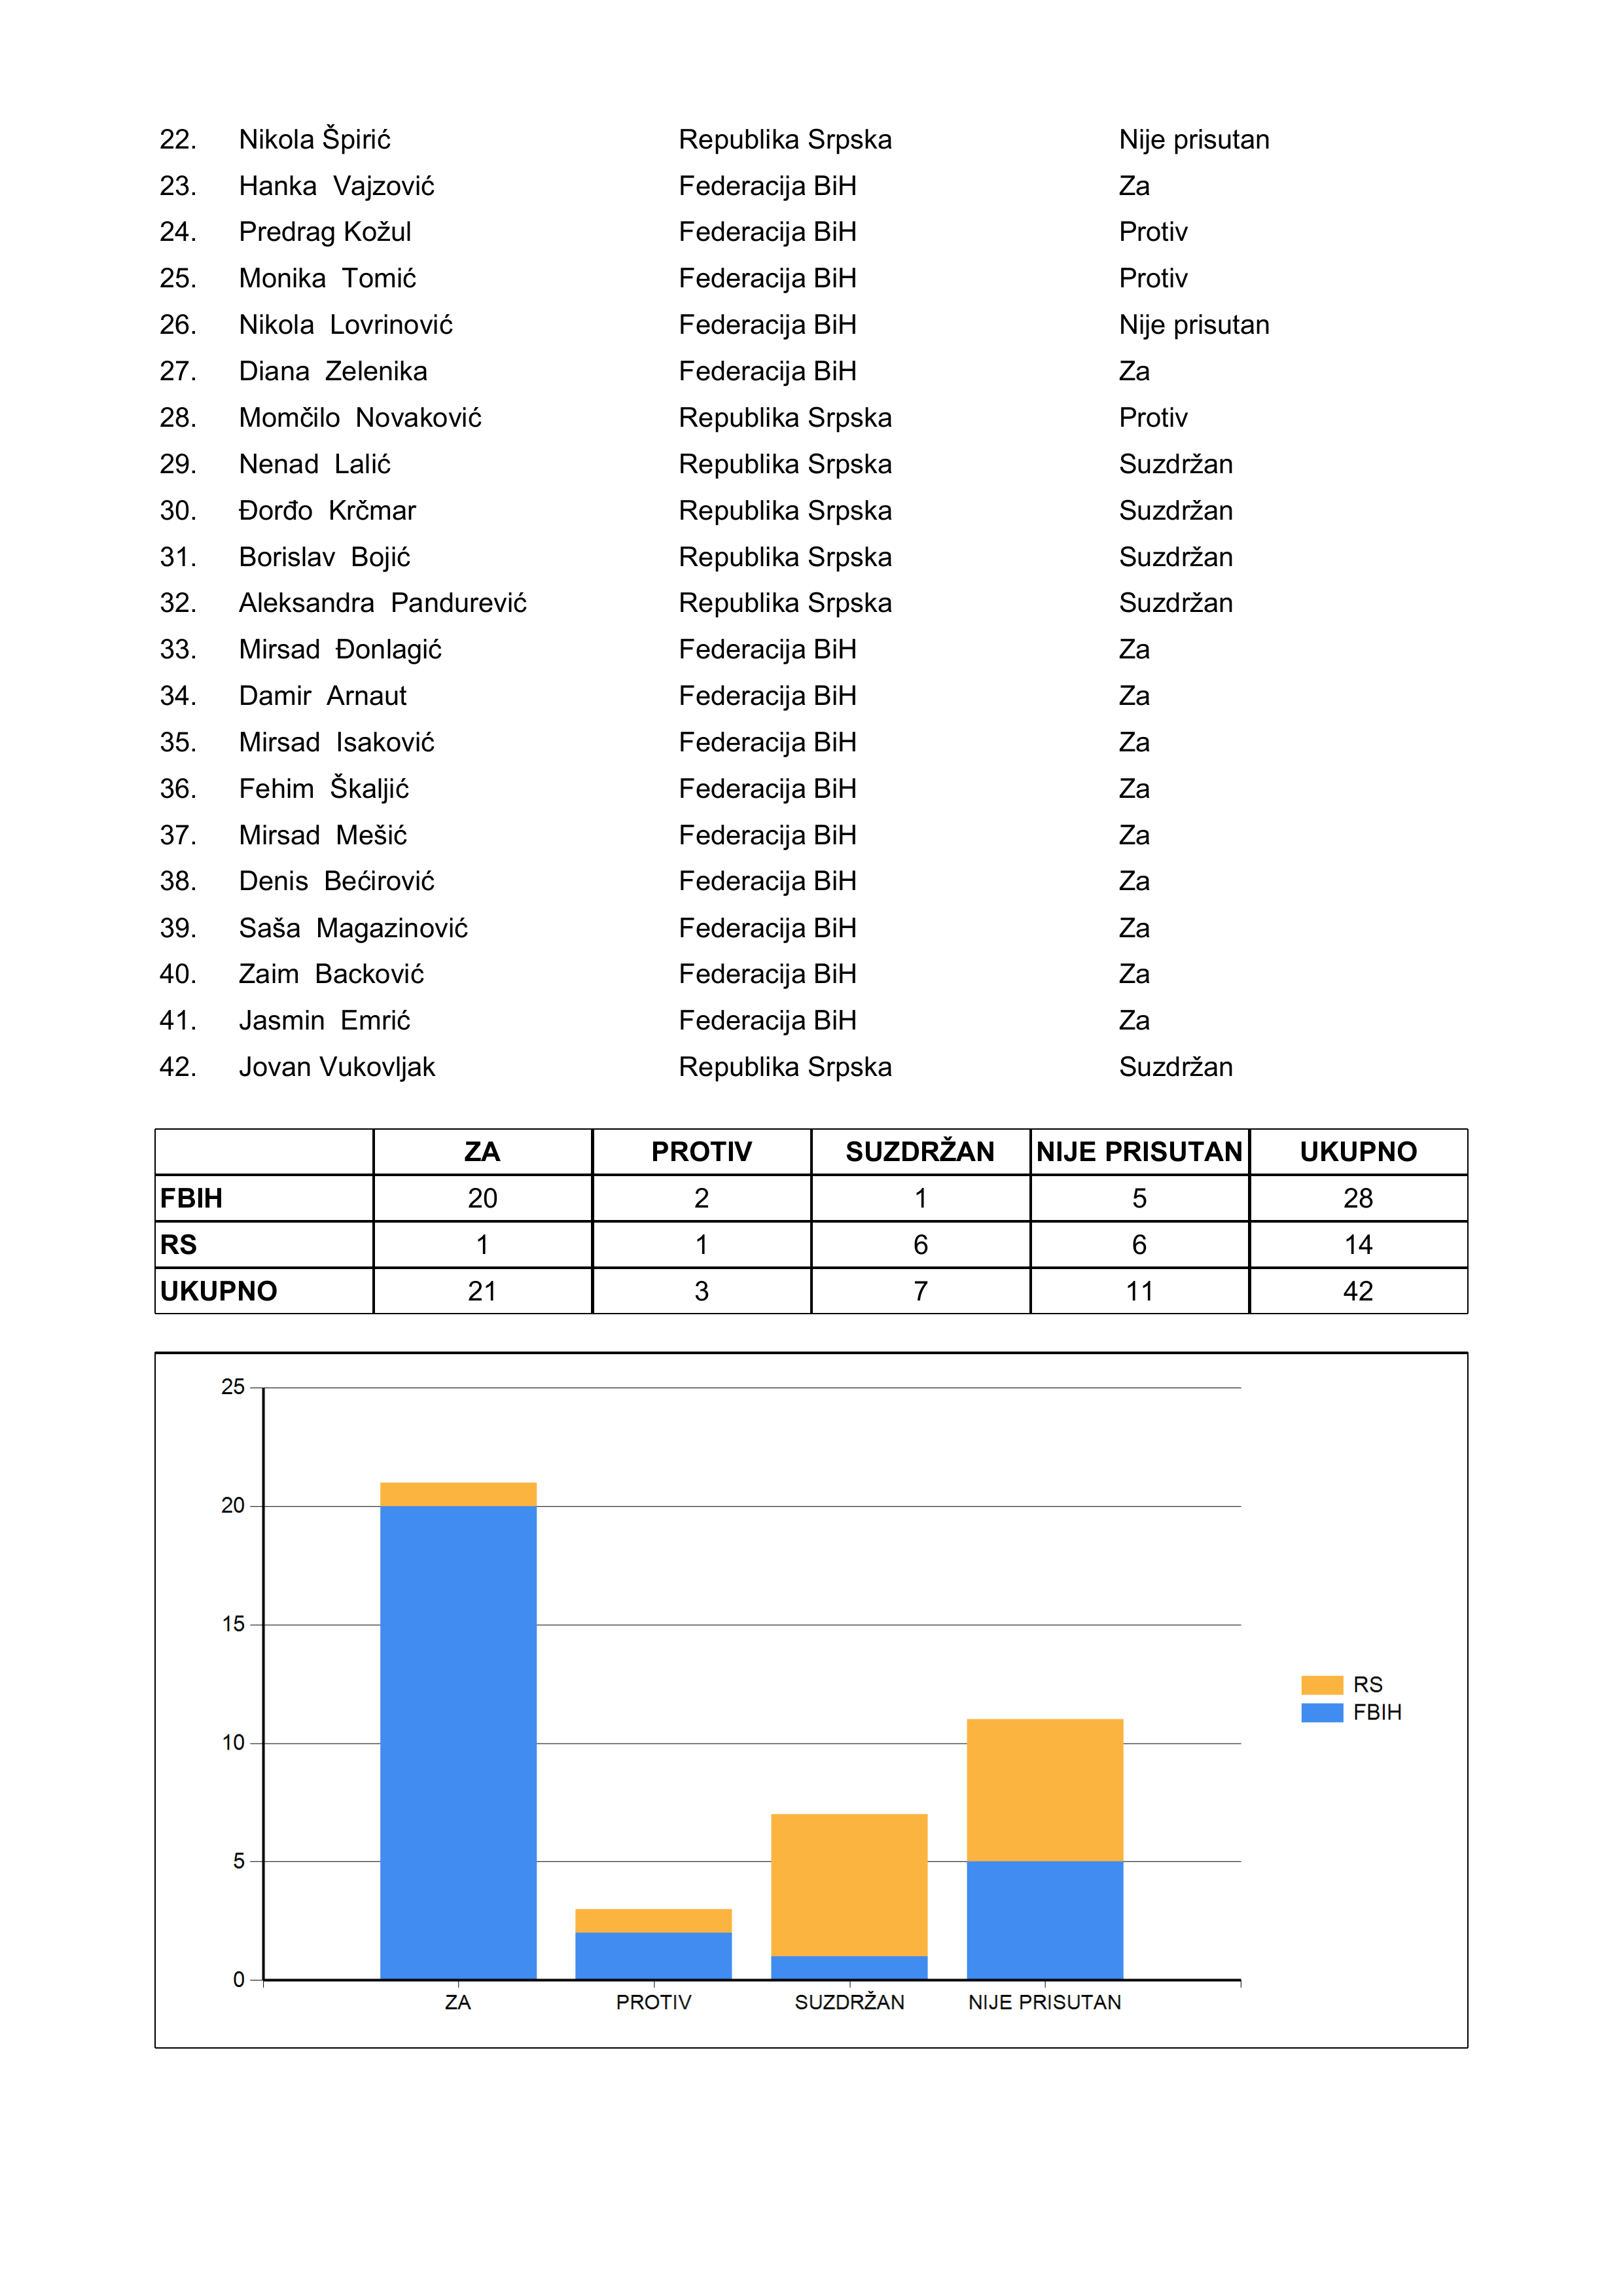 22. Nikola Špirić Republika Srpska Nije prisutan
23. Hanka Vajzović Federacija BiH Za
24. Predrag Kožul Federacija BiH Protiv
25. Monika Tomić Federacija BiH Protiv
26. Nikola Lovrinović Federacija BiH Nije prisutan
27. Diana Zelenika Federacija BiH Za
28. Momčilo Novaković Republika Srpska Protiv
29. Nenad Lalić Republika Srpska Suzdržan
30. Đorđo Krčmar Republika Srpska Suzdržan
31. Borislav Bojić Republika Srpska Suzdržan
32. Aleksandra Pandurević Republika Srpska Suzdržan
33. Mirsad Đonlagić Federacija BiH Za
34. Damir Arnaut Federacija BiH Za
35. Mirsad Isaković Federacija BiH Za
36. Fehim Škaljić Federacija BiH Za
37. Mirsad Mešić Federacija BiH Za
38. Denis Bećirović Federacija BiH Za
39. Saša Magazinović Federacija BiH Za
40. Zaim Backović Federacija BiH Za
41. Jasmin Emrić Federacija BiH Za
42. Jovan Vukovljak Republika Srpska Suzdržan
ZA PROTIV SUZDRŽAN NIJE PRISUTAN UKUPNO
FBIH 20 2 1 5 28
RS 1 1 6 6 14
UKUPNO 21 3 7 11 42
25
20
15
10
5
0
ZA PROTIV SUZDRŽAN NIJE PRISUTAN
RS
FBIH